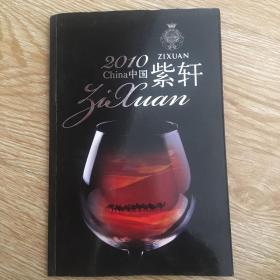 ZIXUAN
2010
China中国
紫轩
ZiXuan